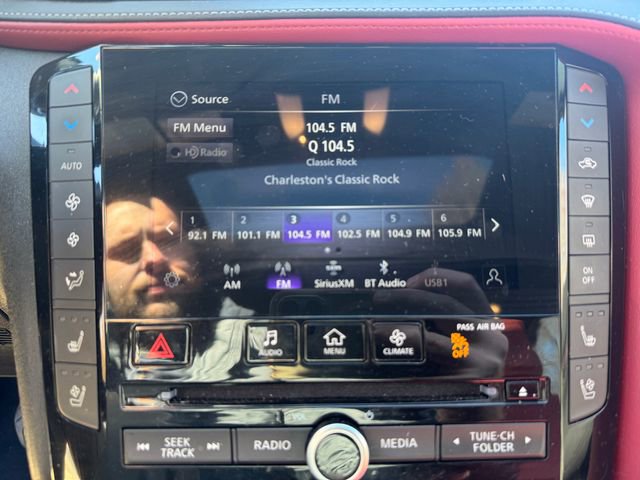 Source
FM
FM Menu
104.5 FM
HD Radio
Q 104.5
Classic Rock
Charleston's Classic Rock
1 2 3 4 5 6
92.1 FM 101.1 FM 104.5 FM 102.5 FM 104.9 FM 105.9 FM
AM FM SiriusXM BT Audio USB1
AUTO
ON
OFF
PASS AIR BAG
AUDIO MENU CLIMATE
OFF
VOL
SEEK
TRACK
RADIO
MEDIA
TUNE·CH
FOLDER